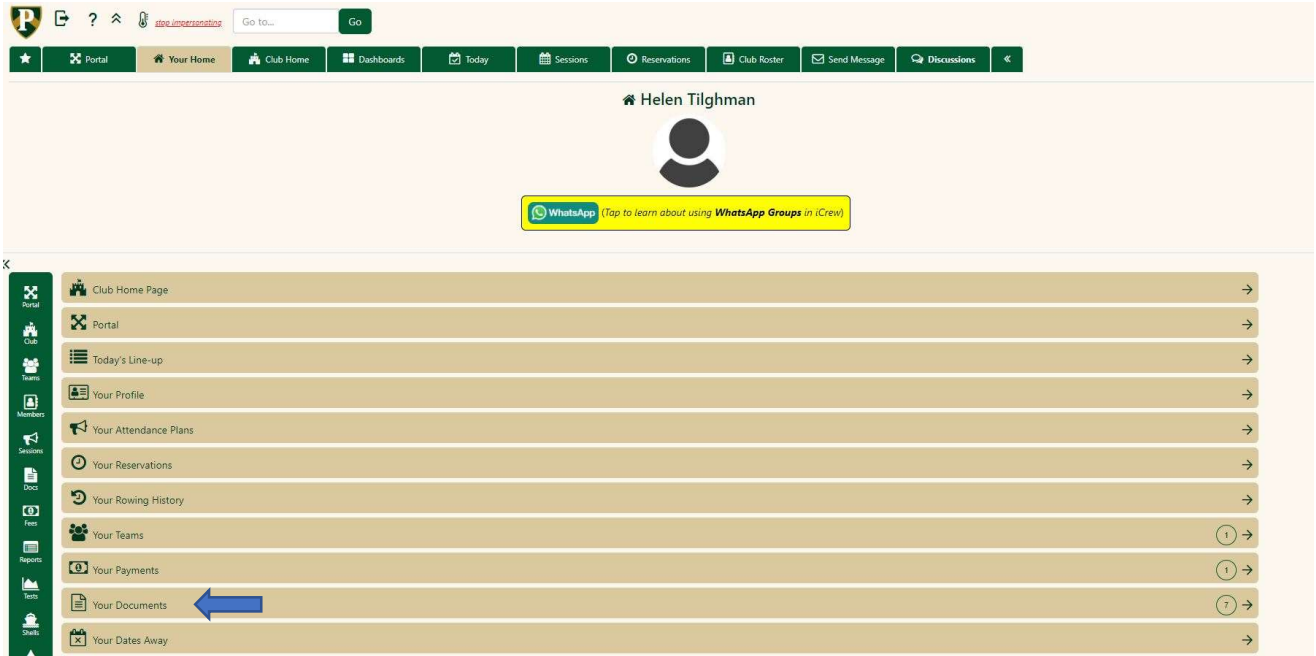 P ? stop impersonating Go to... Go
Portal Your Home Club Home Dashboards Today Sessions Reservations Club Roster Send Message Discussions
Helen Tilghman
WhatsApp (Tap to learn about using WhatsApp Groups in iCrew)
Portal
Club
Teams
Members
Sessions
Docs
Fees
Reports
Tests
Shells
Club Home Page
Portal
Today's Line-up
Your Profile
Your Attendance Plans
Your Reservations
Your Rowing History
Your Teams 1
Your Payments 1
Your Documents 7
Your Dates Away